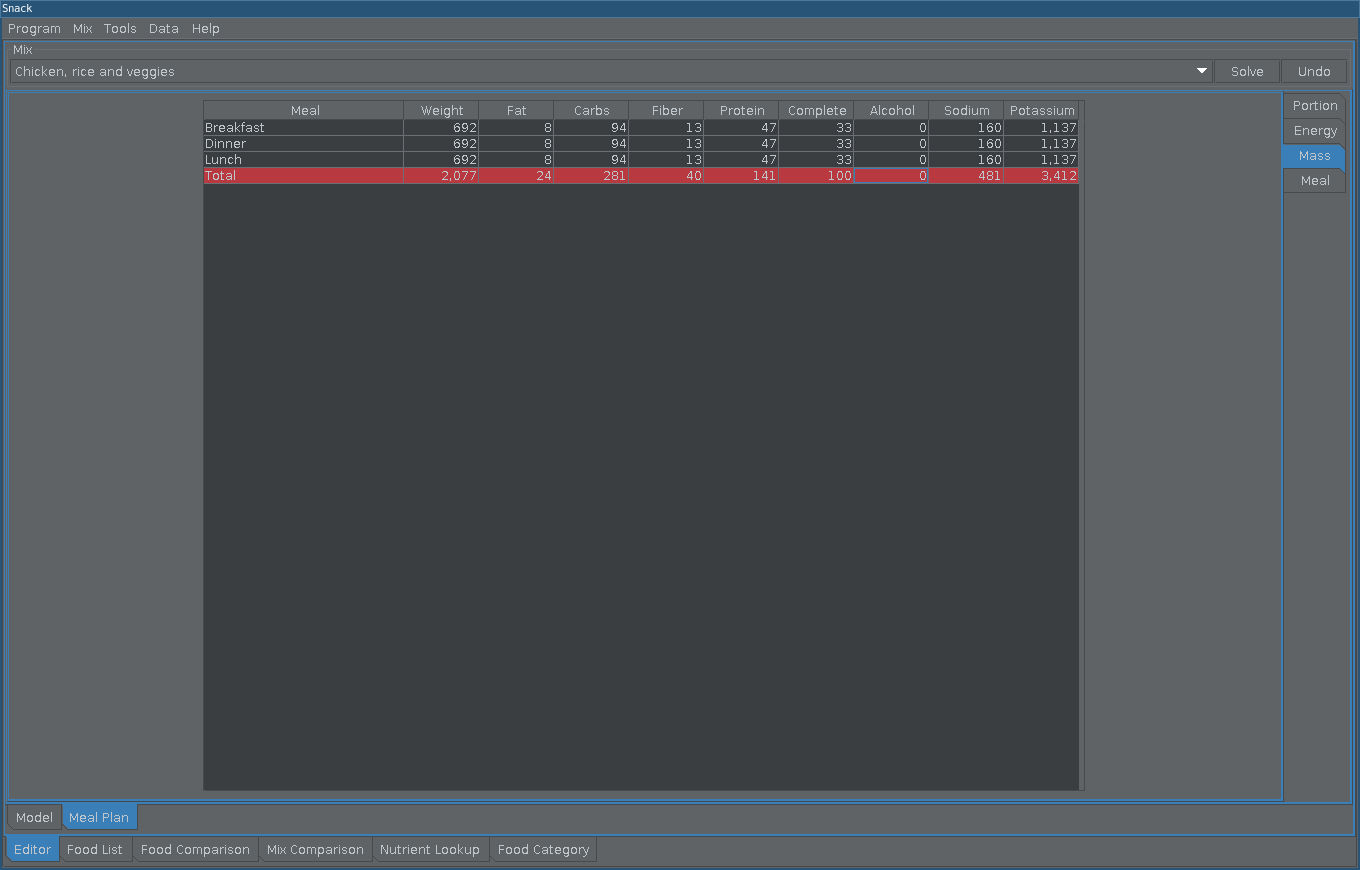 Snack
Program Mix Tools Data Help
Mix
Chicken, rice and veggies Solve Undo
Meal Weight Fat Carbs Fiber Protein Complete Alcohol Sodium Potassium Portion
Breakfast 692 8 94 13 47 33 0 160 1,137 Energy
Dinner 692 8 94 13 47 33 0 160 1,137
Lunch 692 8 94 13 47 33 0 160 1,137 Mass
Total 2,077 24 281 40 141 100 0 481 3,412 Meal
Model Meal Plan
Editor Food List Food Comparison Mix Comparison Nutrient Lookup Food Category